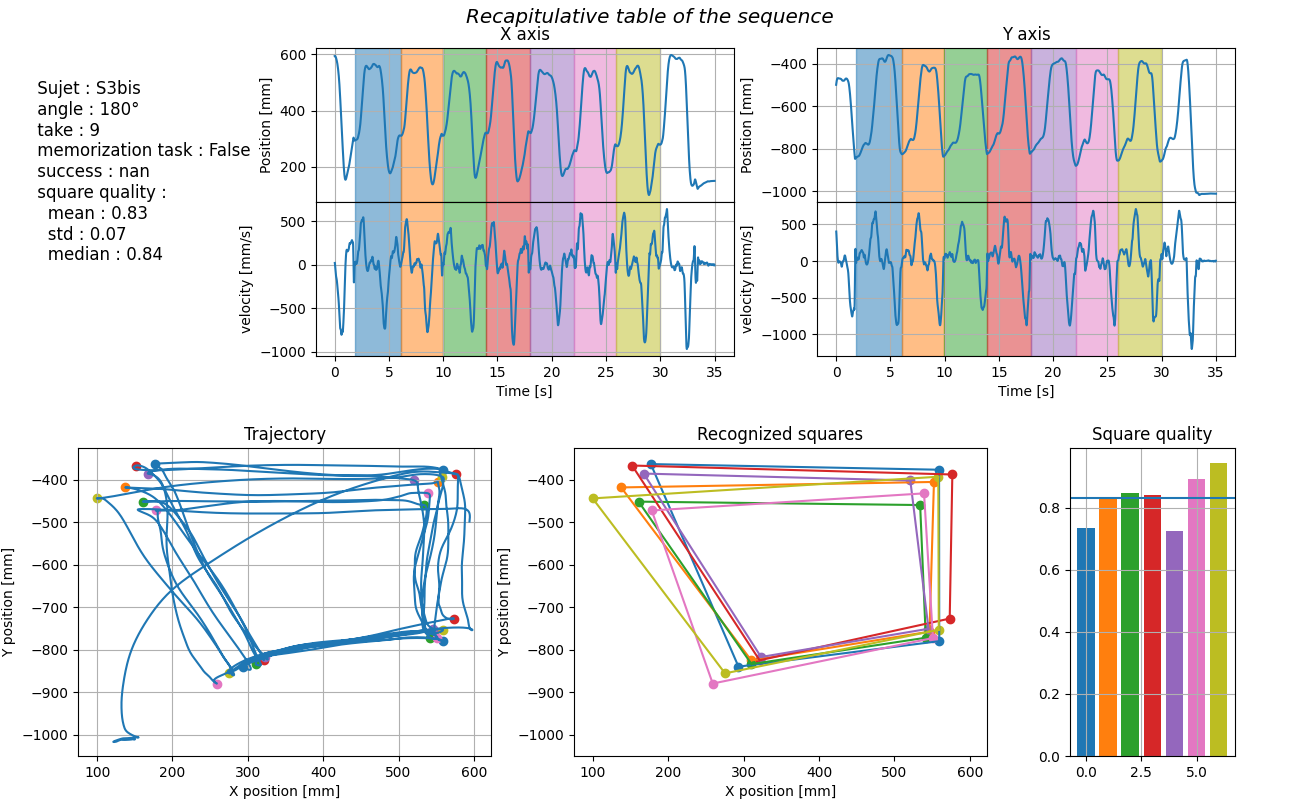 Recapitulative table of the sequence
Sujet : S3bis
angle : 180°
take : 9
memorization task : False
success : nan
square quality :
mean : 0.83
std : 0.07
median : 0.84
X axis
Position [mm]
600
400
200
velocity [mm/s]
500
0
−500
−1000
0 5 10 15 20 25 30 35
Time [s]
Y axis
Position [mm]
−400
−600
−800
−1000
velocity [mm/s]
500
0
−500
−1000
0 5 10 15 20 25 30 35
Time [s]
Trajectory
Y position [mm]
−400
−500
−600
−700
−800
−900
−1000
100 200 300 400 500 600
X position [mm]
Recognized squares
Y position [mm]
−400
−500
−600
−700
−800
−900
−1000
100 200 300 400 500 600
X position [mm]
Square quality
0.8
0.6
0.4
0.2
0.0
0.0 2.5 5.0